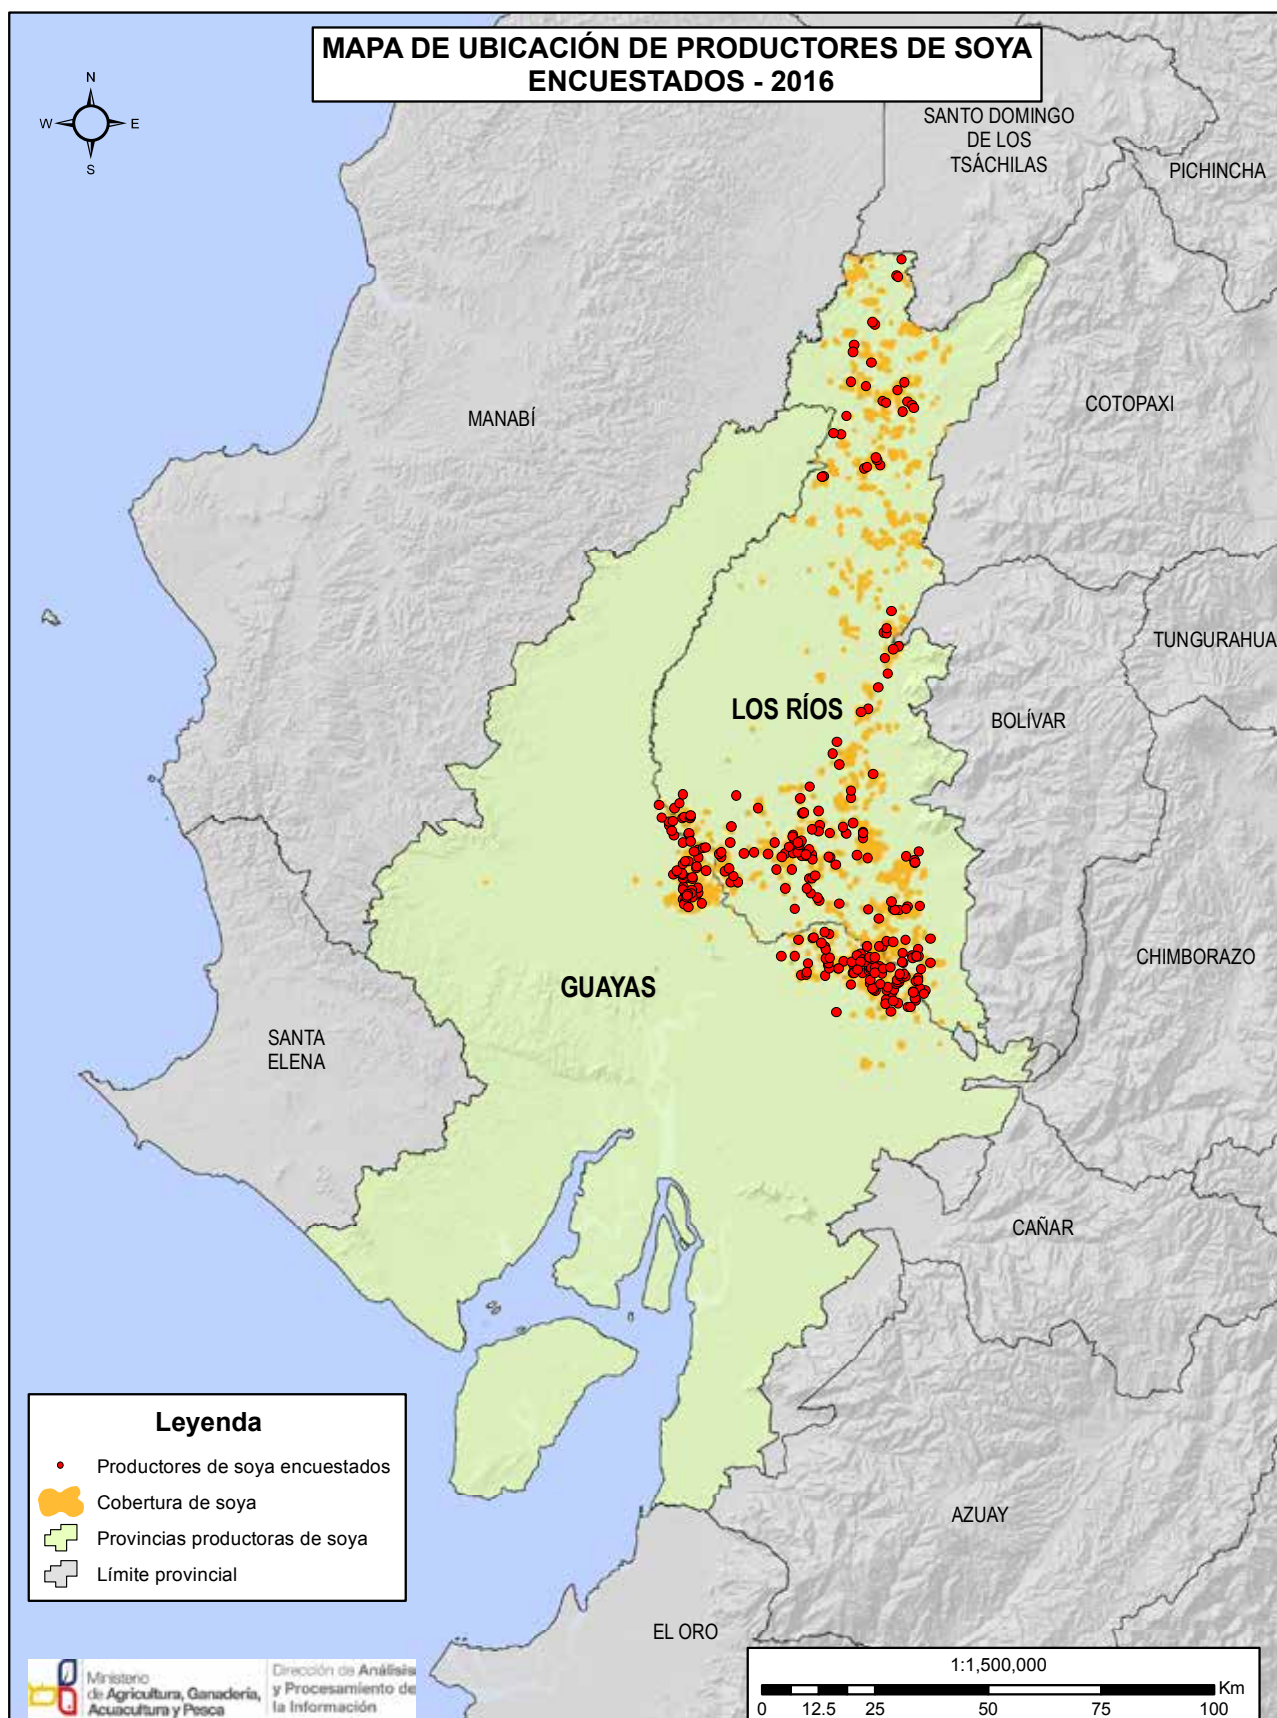 MAPA DE UBICACIÓN DE PRODUCTORES DE SOYA
ENCUESTADOS - 2016
N
W
E
S
SANTO DOMINGO
DE LOS
TSÁCHILAS
PICHINCHA
MANABÍ
COTOPAXI
TUNGURAHUA
LOS RÍOS
BOLÍVAR
CHIMBORAZO
GUAYAS
SANTA
ELENA
CAÑAR
AZUAY
EL ORO
Leyenda
Productores de soya encuestados
Cobertura de soya
Provincias productoras de soya
Límite provincial
Ministerio
de Agricultura, Ganadería,
Acuacultura y Pesca
Dirección de Análisis
y Procesamiento de
la Información
1:1,500,000
Km
0 12.5 25 50 75 100